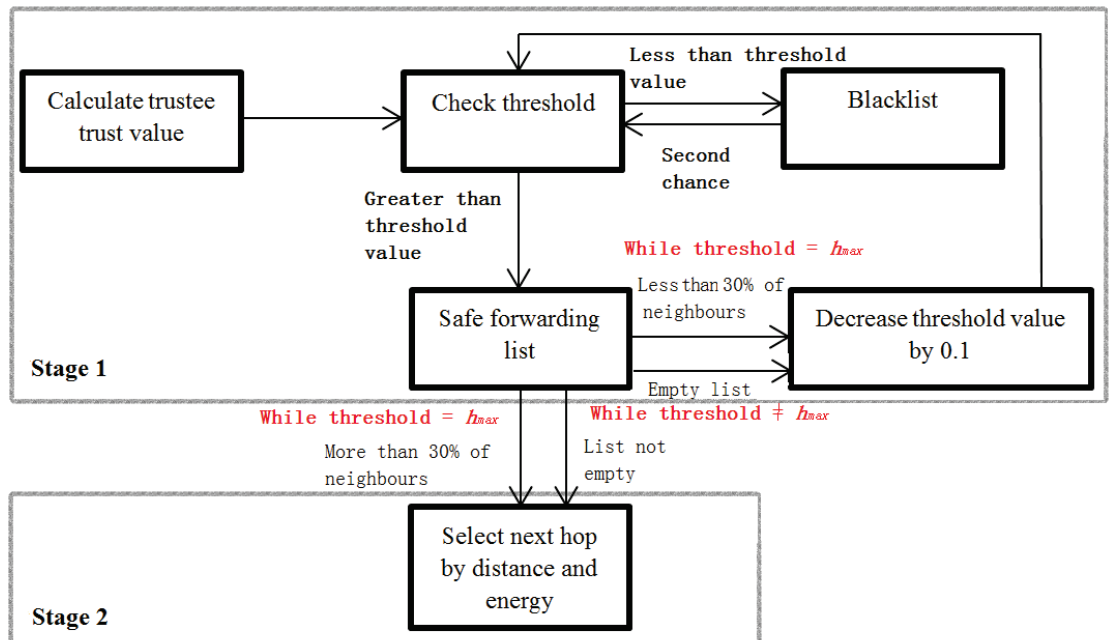 Calculate trustee
trust value
Check threshold
Less than threshold
value
Blacklist
Second
chance
Greater than
threshold
value
While threshold = hmax
Less than 30% of
neighbours
Safe forwarding
list
Decrease threshold value
by 0.1
Empty list
Stage 1
While threshold = hmax
While threshold ≠ hmax
More than 30% of
neighbours
List not
empty
Select next hop
by distance and
energy
Stage 2